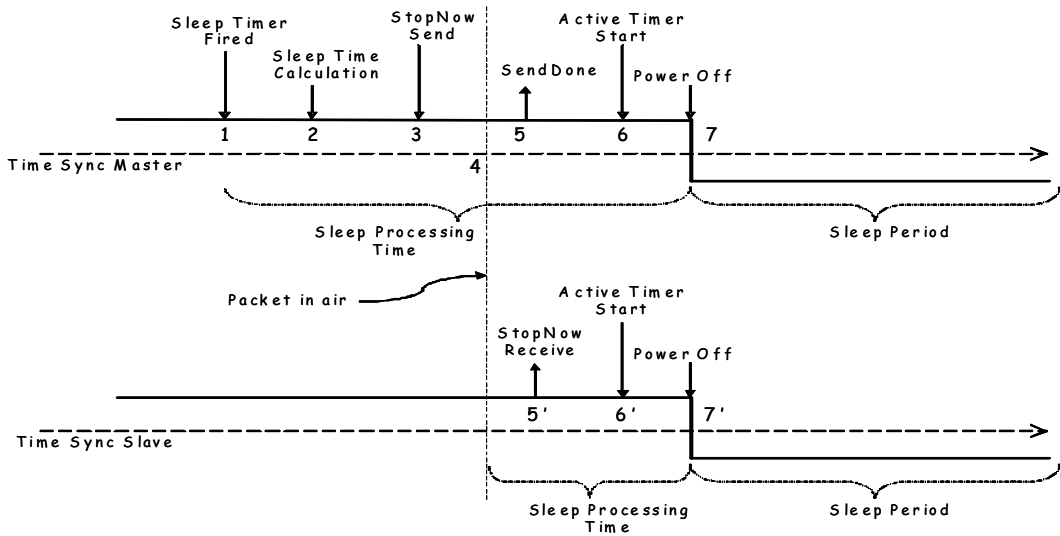 Sleep Timer
Fired
Sleep Time
Calculation
StopNow
Send
SendDone
Active Timer
Start
Power Off
1
2
3
4
5
6
7
Time Sync Master
Sleep Processing
Time
Sleep Period
Packet in air
Active Timer
Start
StopNow
Receive
Power Off
5'
6'
7'
Time Sync Slave
Sleep Processing
Time
Sleep Period